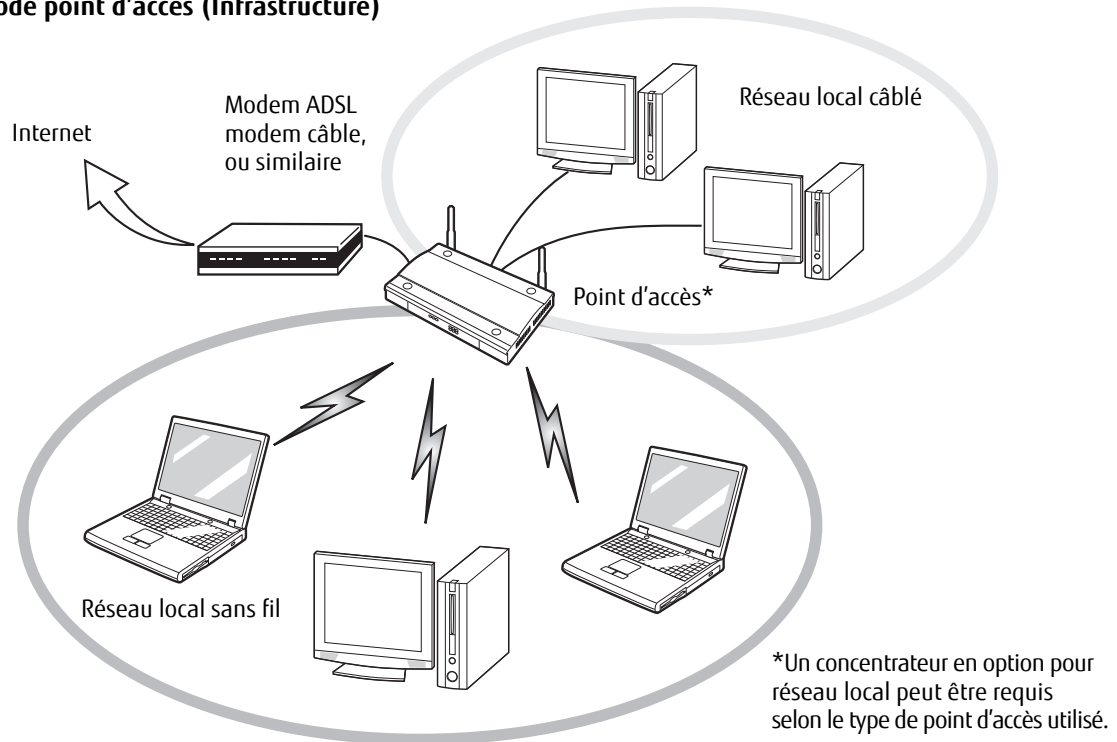 ode point d'accès (Infrastructure)
Internet
Modem ADSL
modem câble,
ou similaire
Réseau local câblé
Point d'accès*
Réseau local sans fil
*Un concentrateur en option pour
réseau local peut être requis
selon le type de point d'accès utilisé.